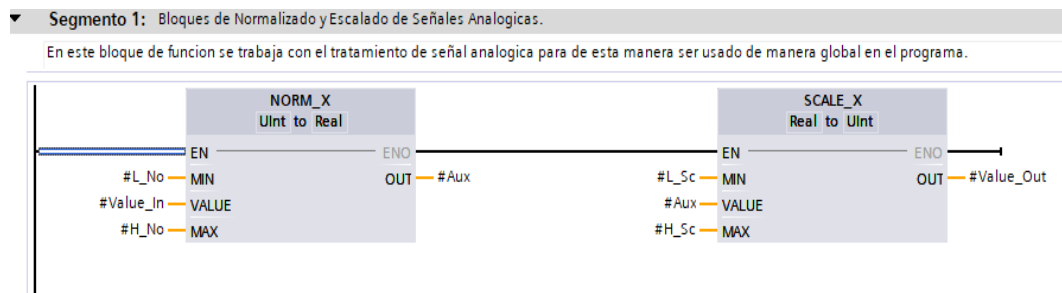 Segmento 1: Bloques de Normalizado y Escalado de Señales Analogicas.
En este bloque de funcion se trabaja con el tratamiento de señal analogica para de esta manera ser usado de manera global en el programa.
NORM_X
UInt to Real
EN
ENO
#L_No
MIN
OUT
#Aux
#Value_In
VALUE
#H_No
MAX
SCALE_X
Real to UInt
EN
ENO
#L_Sc
MIN
OUT
#Value_Out
#Aux
VALUE
#H_Sc
MAX